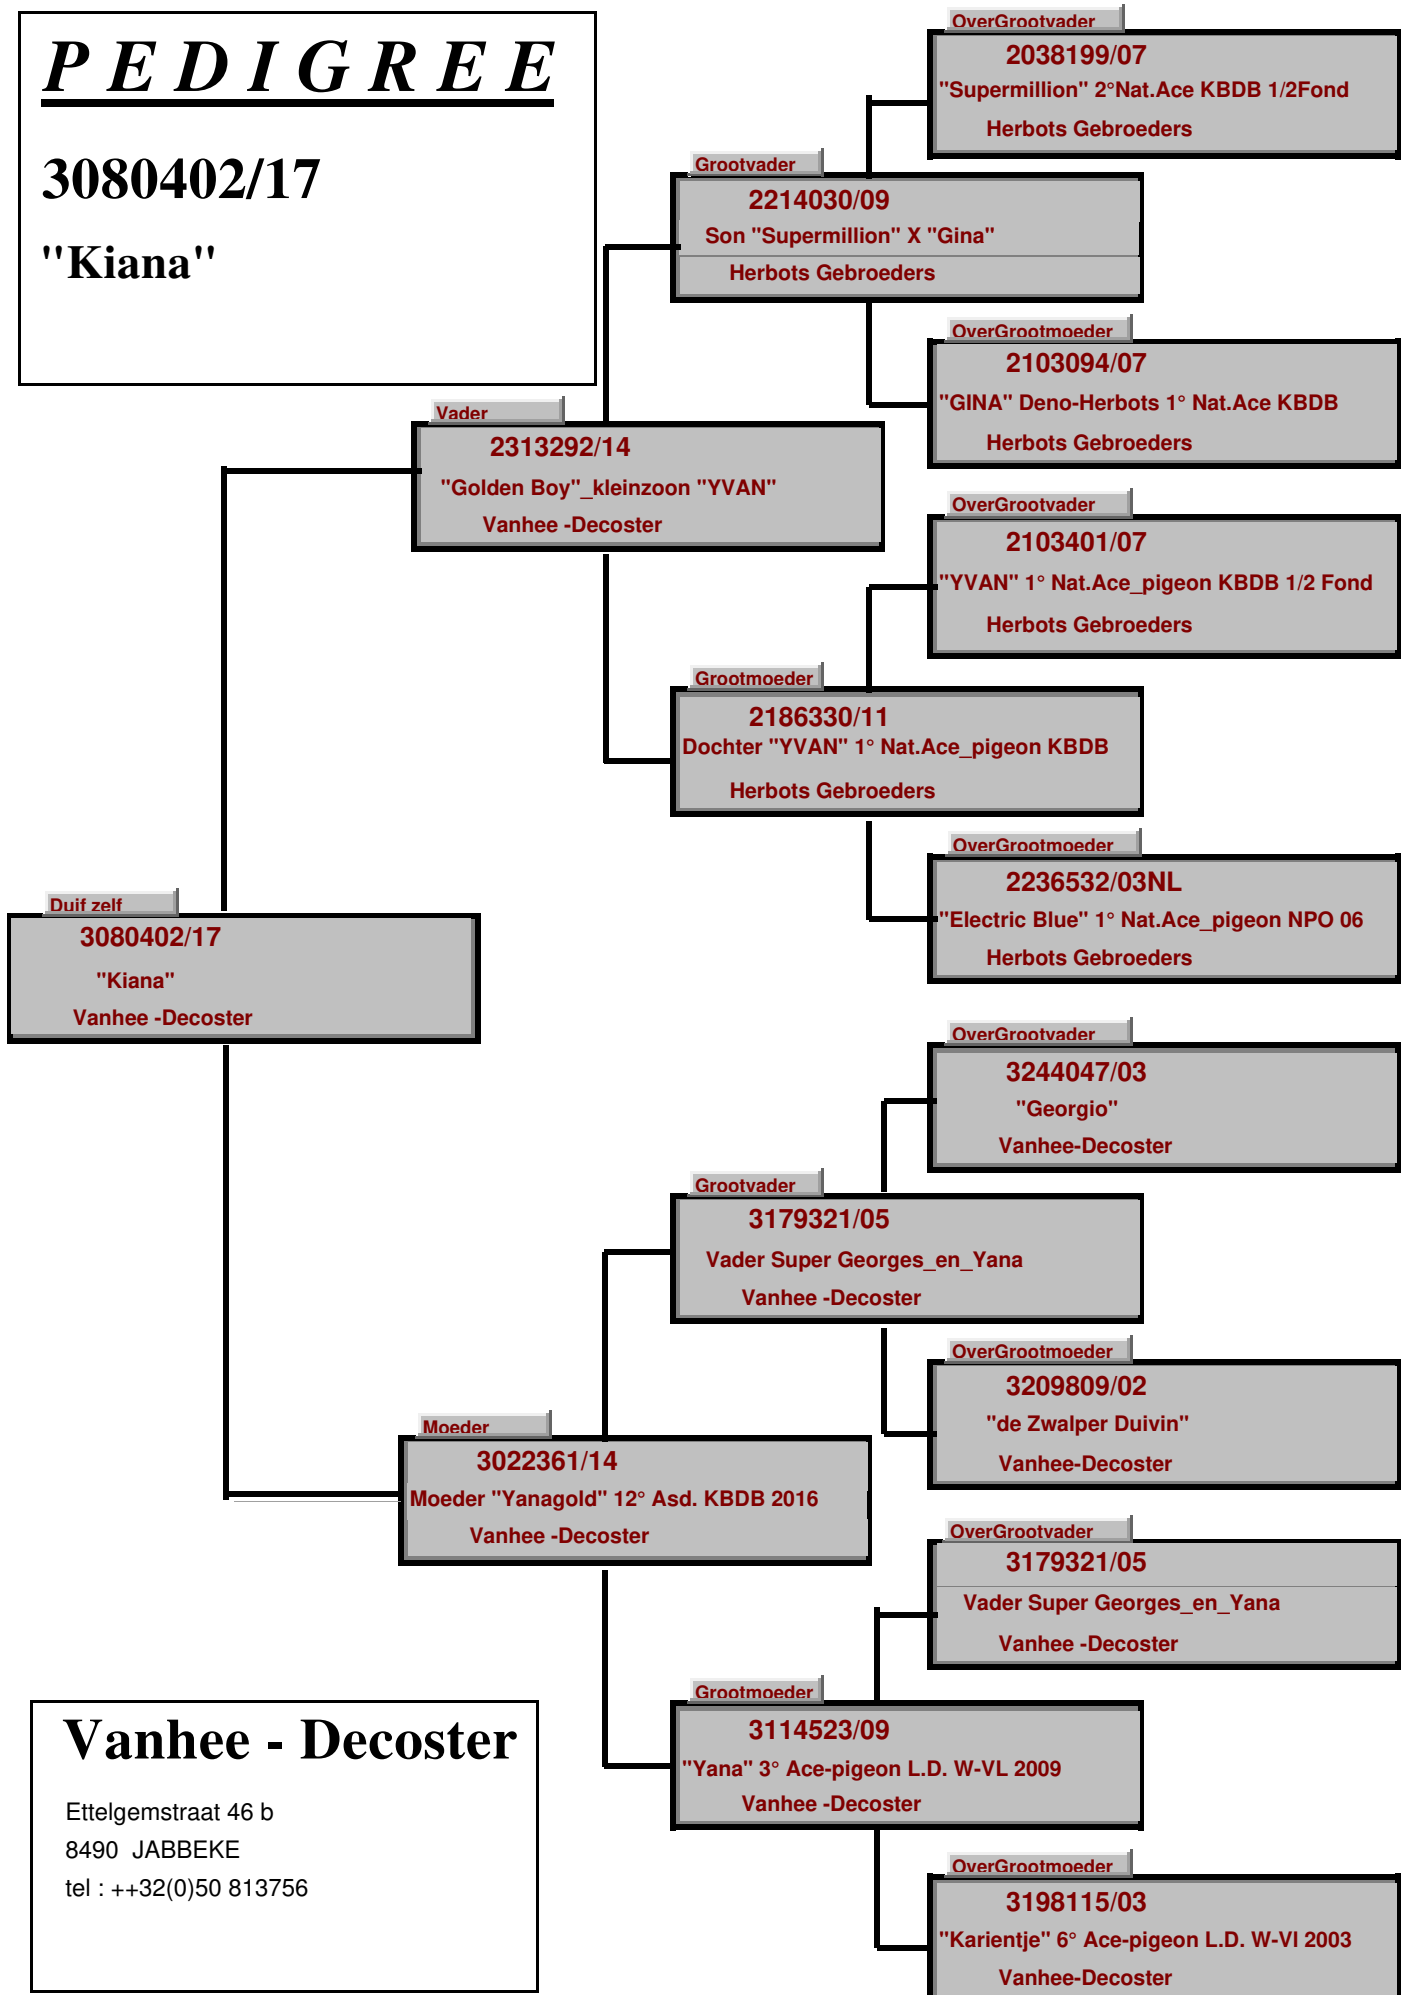 P E D I G R E E
3080402/17
"Kiana"
OverGrootvader
2038199/07
"Supermillion" 2°Nat.Ace KBDB 1/2Fond
Herbots Gebroeders
Grootvader
2214030/09
Son "Supermillion" X "Gina"
Herbots Gebroeders
OverGrootmoeder
2103094/07
"GINA" Deno-Herbots 1° Nat.Ace KBDB
Herbots Gebroeders
Vader
2313292/14
"Golden Boy"_kleinzoon "YVAN"
Vanhee -Decoster
OverGrootvader
2103401/07
"YVAN" 1° Nat.Ace_pigeon KBDB 1/2 Fond
Herbots Gebroeders
Grootmoeder
2186330/11
Dochter "YVAN" 1° Nat.Ace_pigeon KBDB
Herbots Gebroeders
OverGrootmoeder
2236532/03NL
"Electric Blue" 1° Nat.Ace_pigeon NPO 06
Herbots Gebroeders
Duif zelf
3080402/17
"Kiana"
Vanhee -Decoster
OverGrootvader
3244047/03
"Georgio"
Vanhee-Decoster
Grootvader
3179321/05
Vader Super Georges_en_Yana
Vanhee -Decoster
OverGrootmoeder
3209809/02
"de Zwalper Duivin"
Vanhee-Decoster
Moeder
3022361/14
Moeder "Yanagold" 12° Asd. KBDB 2016
Vanhee -Decoster
OverGrootvader
3179321/05
Vader Super Georges_en_Yana
Vanhee -Decoster
Grootmoeder
3114523/09
"Yana" 3° Ace-pigeon L.D. W-VL 2009
Vanhee -Decoster
OverGrootmoeder
3198115/03
"Karientje" 6° Ace-pigeon L.D. W-Vl 2003
Vanhee-Decoster
Vanhee - Decoster
Ettelgemstraat 46 b
8490  JABBEKE
tel : ++32(0)50 813756